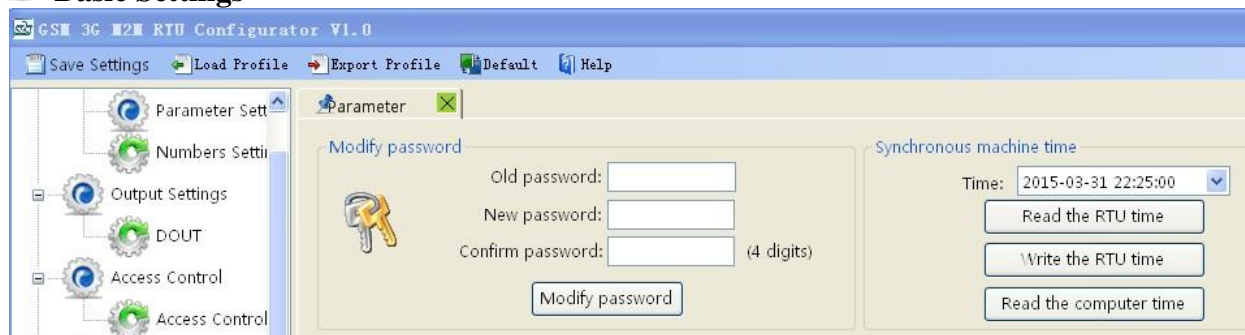 Basic Settings
GSM 3G M2M RTU Configurator V1.0
Save Settings Load Profile Export Profile Default Help
Parameter Sett
Numbers Settin
Output Settings
DOUT
Access Control
Access Control
Parameter
Modify password
Old password:
New password:
Confirm password: (4 digits)
Modify password
Synchronous machine time
Time: 2015-03-31 22:25:00
Read the RTU time
Write the RTU time
Read the computer time